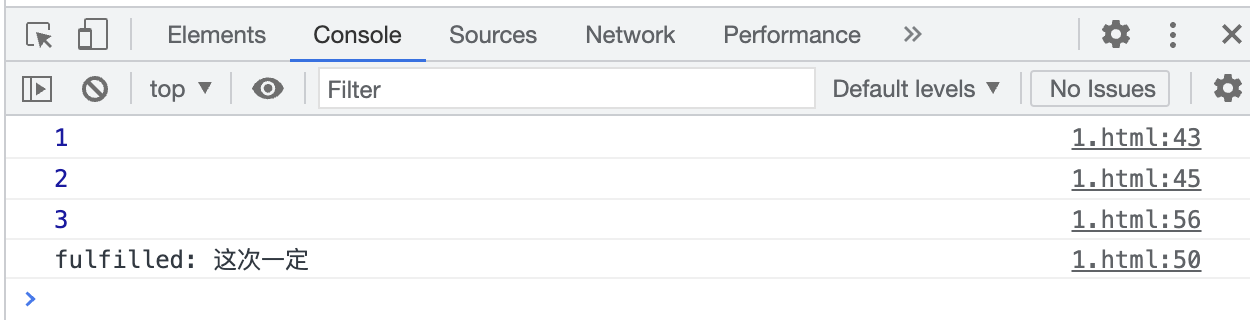 Elements Console Sources Network Performance »
top ▼ Filter Default levels ▼ No Issues
1 1.html:43
2 1.html:45
3 1.html:56
fulfilled: 这次一定 1.html:50
>